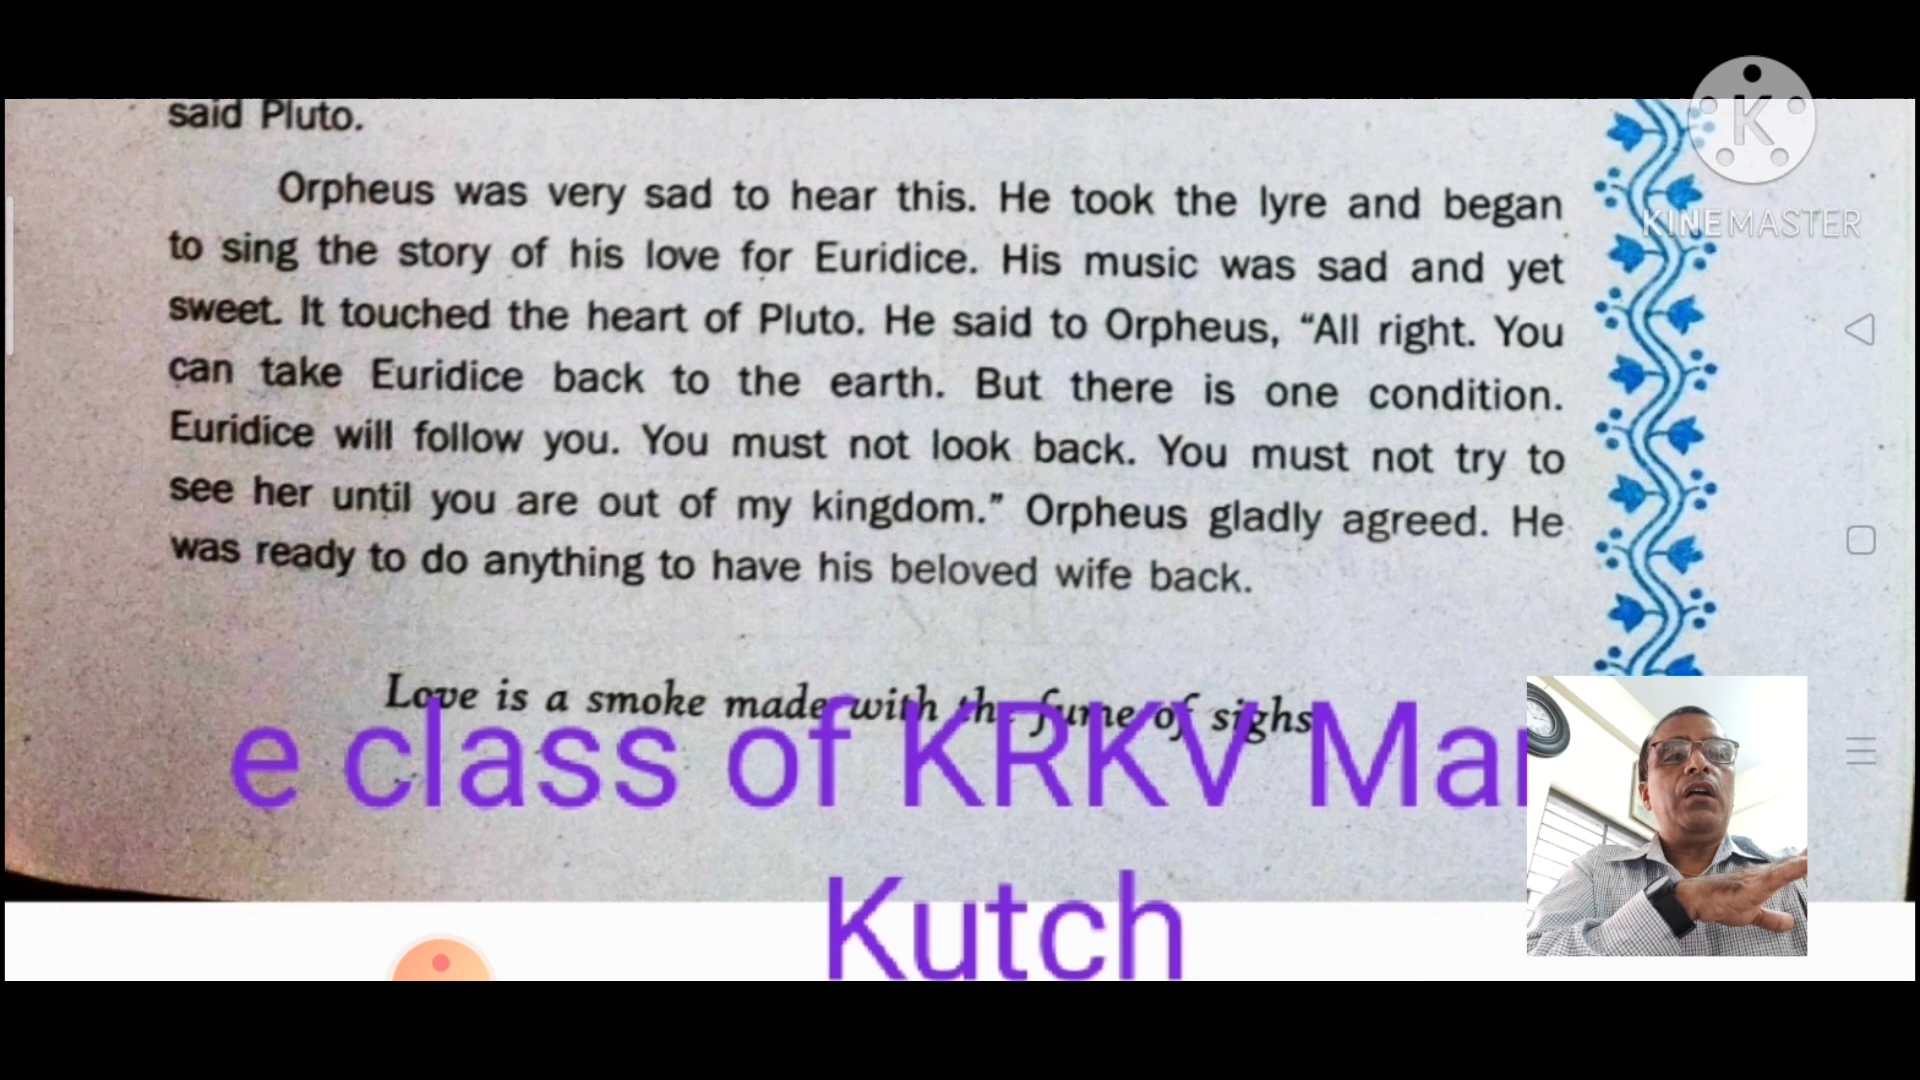 said Pluto.
Orpheus was very sad to hear this. He took the lyre and began
to sing the story of his love for Euridice. His music was sad and yet
sweet. It touched the heart of Pluto. He said to Orpheus, “All right. You
can take Euridice back to the earth. But there is one condition.
Euridice will follow you. You must not look back. You must not try to
see her until you are out of my kingdom.” Orpheus gladly agreed. He
was ready to do anything to have his beloved wife back.
Love is a smoke made with the fume of sighs
e class of KRKV Man
Kutch
K
KINEMASTER